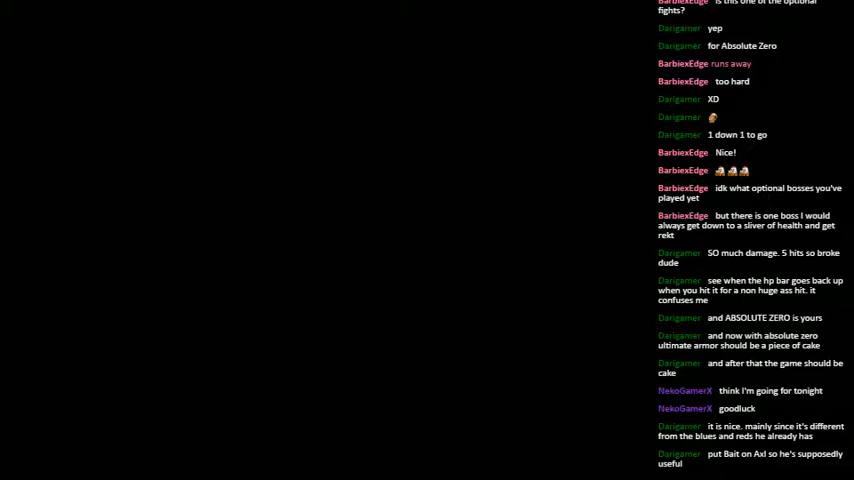 BarbiexEdge is this one of the optional
fights?
Darigamer yep
Darigamer for Absolute Zero
BarbiexEdge runs away
BarbiexEdge too hard
Darigamer XD
Darigamer
Darigamer 1 down 1 to go
BarbiexEdge Nice!
BarbiexEdge
BarbiexEdge idk what optional bosses you've
played yet
BarbiexEdge but there is one boss I would
always get down to a sliver of health and get
rekt
Darigamer SO much damage. 5 hits so broke
dude
Darigamer see when the hp bar goes back up
when you hit it for a non huge ass hit. it
confuses me
Darigamer and ABSOLUTE ZERO is yours
Darigamer and now with absolute zero
ultimate armor should be a piece of cake
Darigamer and after that the game should be
cake
NekoGamerX think I'm going for tonight
NekoGamerX goodluck
Darigamer it is nice. mainly since it's different
from the blues and reds he already has
Darigamer put Bait on Axl so he's supposedly
useful